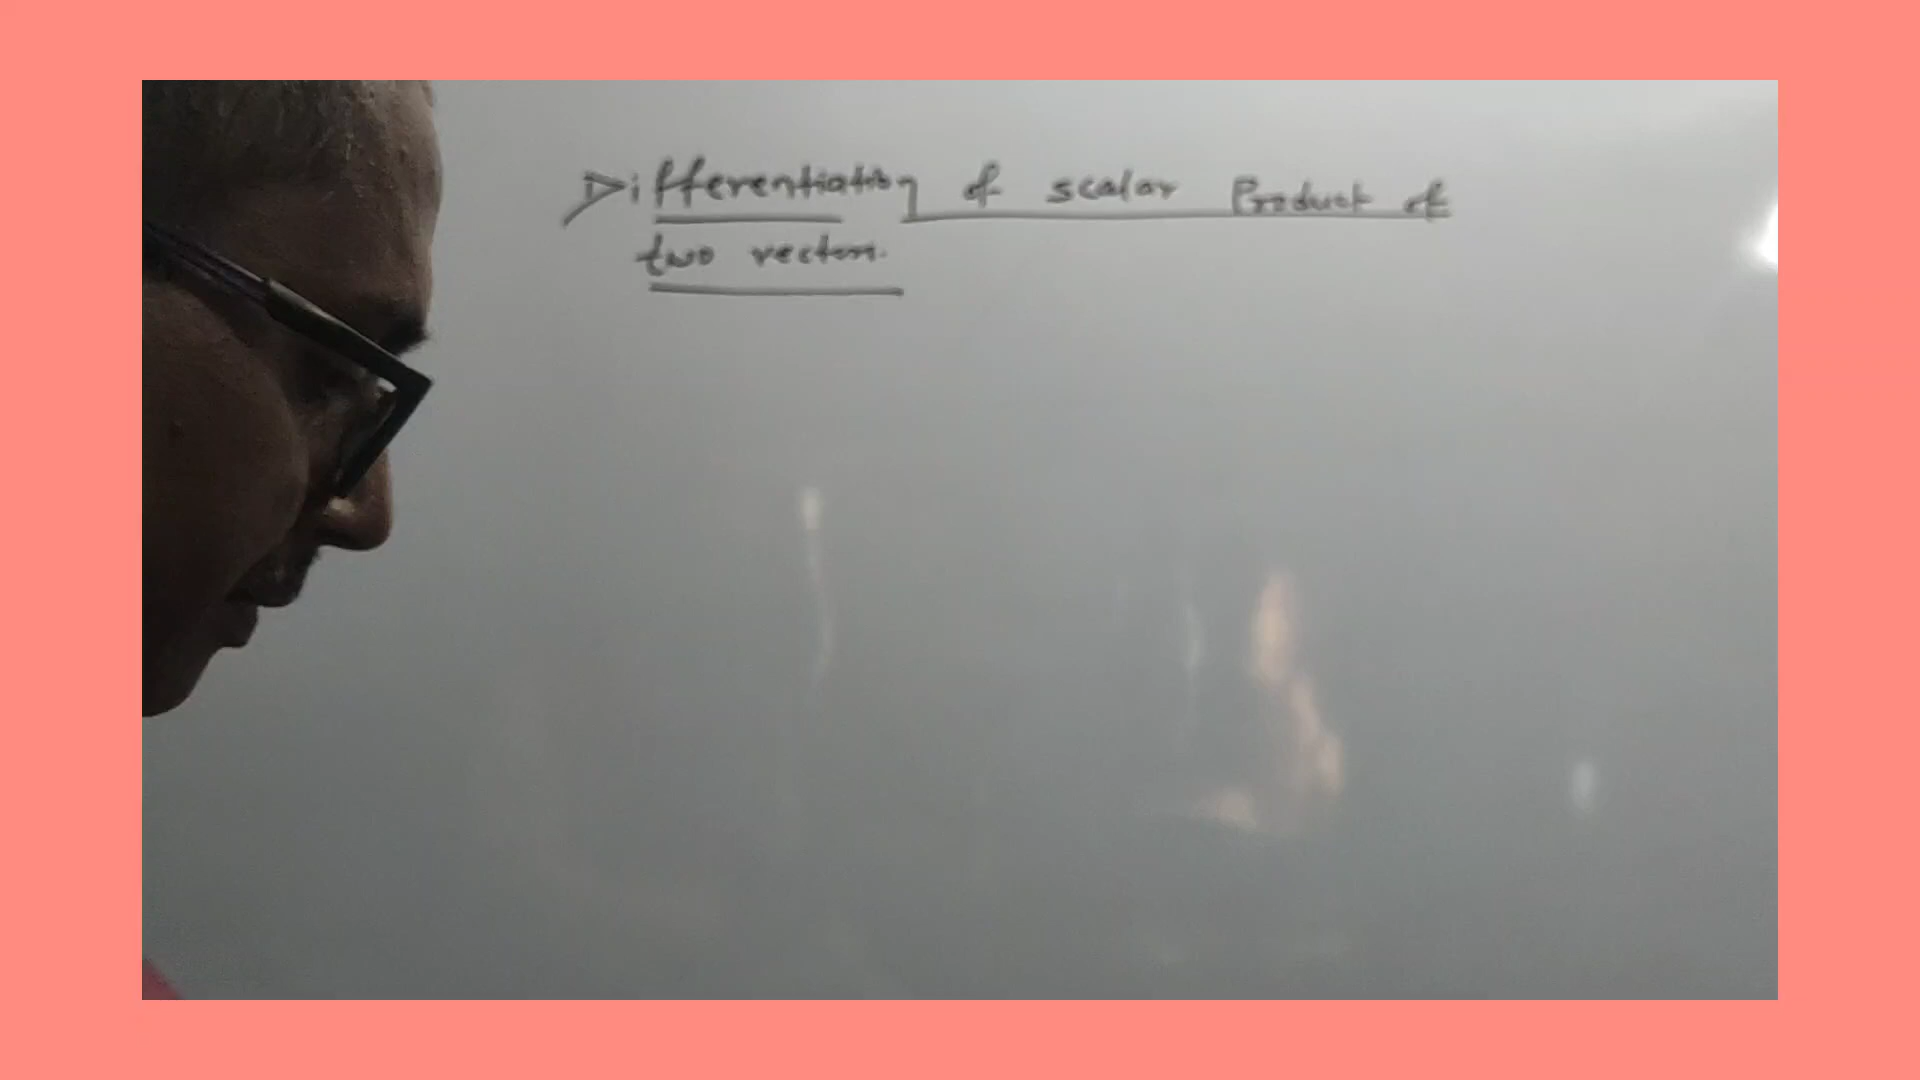 Differentiation of scalar Product of
two vectors.